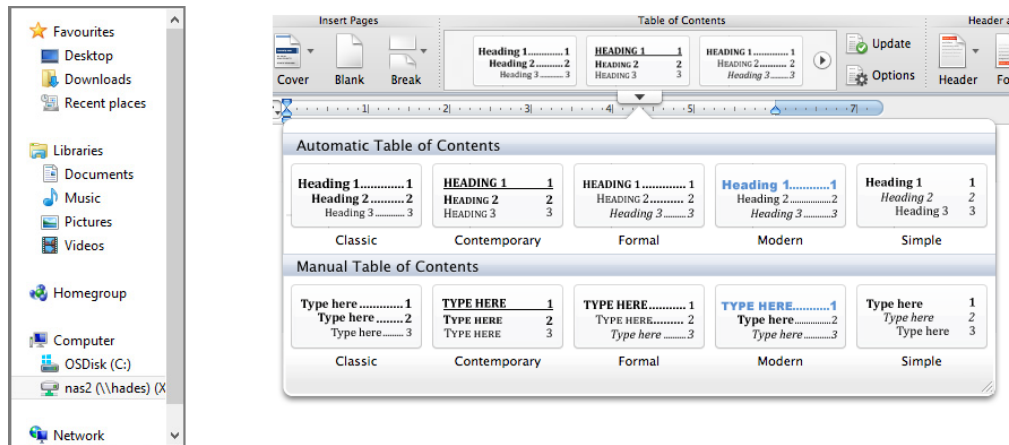 Favourites
Desktop
Downloads
Recent places
Libraries
Documents
Music
Pictures
Videos
Homegroup
Computer
OSDisk (C:)
nas2 (\\hades) (X
Network
Insert Pages
Table of Contents
Header a
Cover
Blank
Break
Heading 1............1
Heading 2.........2
Heading 3........3
HEADING 1 1
HEADING 2 2
HEADING 3 3
HEADING 1............1
HEADING 2.........2
Heading 3.......3
Update
Options
Header
Fo
1 2 3 4 5 7
Automatic Table of Contents
Heading 1............1
Heading 2.........2
Heading 3........3
Classic
HEADING 1 1
HEADING 2 2
HEADING 3 3
Contemporary
HEADING 1............1
HEADING 2.........2
Heading 3.......3
Formal
Heading 1..........1
Heading 2..............2
Heading 3..........3
Modern
Heading 1 1
Heading 2 2
Heading 3 3
Simple
Manual Table of Contents
Type here............1
Type here........2
Type here.......3
Classic
TYPE HERE 1
TYPE HERE 2
TYPE HERE 3
Contemporary
TYPE HERE..........1
TYPE HERE.........2
Type here.......3
Formal
TYPE HERE..........1
Type here............2
Type here..........3
Modern
Type here 1
Type here 2
Type here 3
Simple